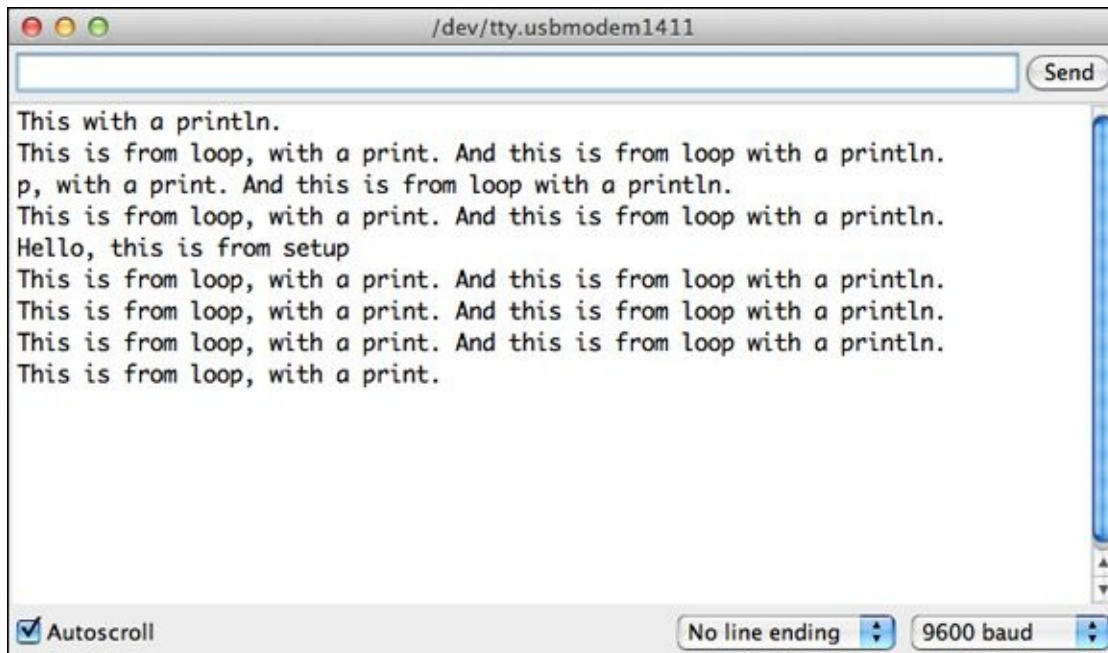 /dev/tty.usbmodem1411
Send
This with a println.
This is from loop, with a print. And this is from loop with a println.
p, with a print. And this is from loop with a println.
This is from loop, with a print. And this is from loop with a println.
Hello, this is from setup
This is from loop, with a print. And this is from loop with a println.
This is from loop, with a print. And this is from loop with a println.
This is from loop, with a print. And this is from loop with a println.
This is from loop, with a print.
Autoscroll
No line ending
9600 baud